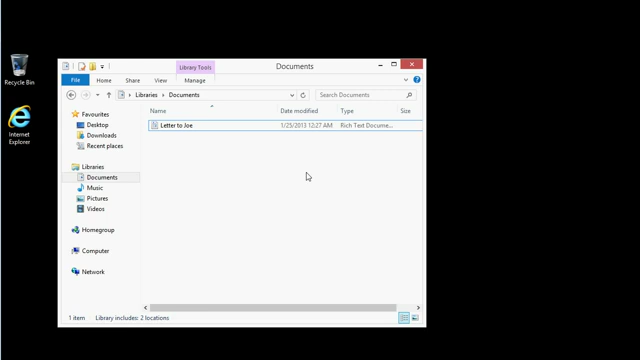 Library Tools
Documents
File
Home
Share
View
Manage
Libraries
Documents
Search Documents
Recycle Bin
Internet
Explorer
Favourites
Desktop
Downloads
Recent places
Libraries
Documents
Music
Pictures
Videos
Homegroup
Computer
Network
Name
Date modified
Type
Size
Letter to Joe
1/25/2013 12:27 AM
Rich Text Docume...
1 item
Library includes: 2 locations